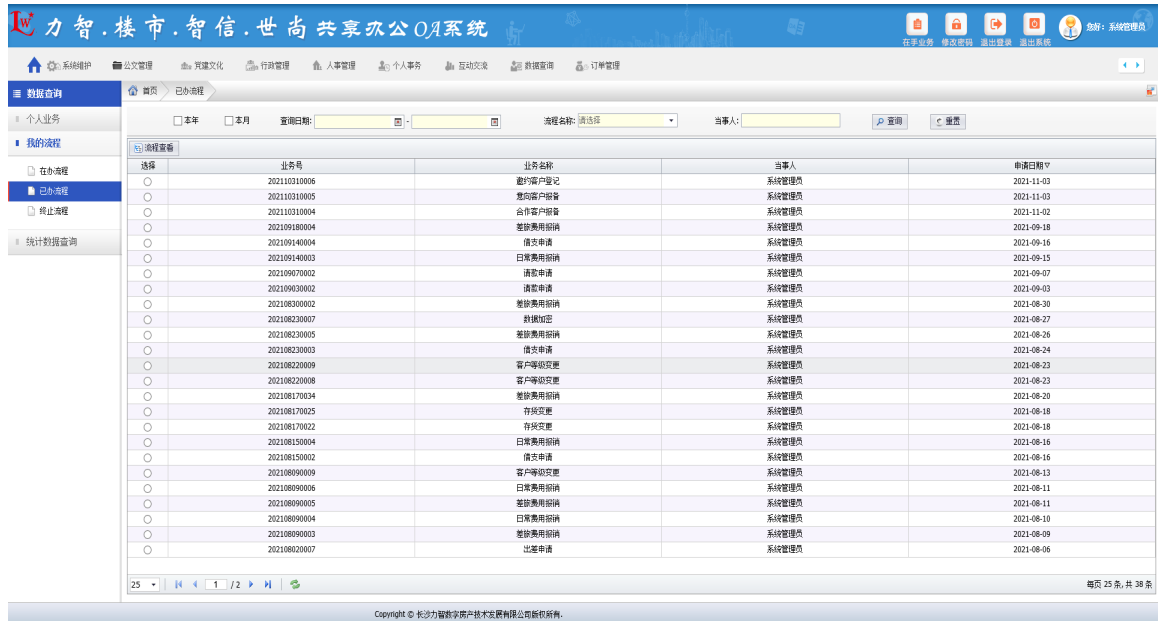 力智.楼市.智信.世尚共享办公OA系统
在手业务 修改密码 退出登录 退出系统 您好：系统管理员
系统维护 公文管理 党建文化 行政管理 人事管理 个人事务 互动交流 数据查询 订单管理
数据查询 首页 已办流程
个人业务
我的流程
在办流程
已办流程
终止流程
统计数据查询
本年 本月 查询日期: - 流程名称: 请选择 当事人: 查询 重置
流程查看
选择 业务号 业务名称 当事人 申请日期▽
202110310006 邀约客户登记 系统管理员 2021-11-03
202110310005 意向客户报备 系统管理员 2021-11-03
202110310004 合作客户报备 系统管理员 2021-11-02
202109180004 差旅费用报销 系统管理员 2021-09-18
202109140004 借支申请 系统管理员 2021-09-16
202109140003 日常费用报销 系统管理员 2021-09-15
202109070002 请款申请 系统管理员 2021-09-07
202109030002 请款申请 系统管理员 2021-09-03
202108300002 差旅费用报销 系统管理员 2021-08-30
202108230007 数据加密 系统管理员 2021-08-27
202108230005 差旅费用报销 系统管理员 2021-08-26
202108230003 借支申请 系统管理员 2021-08-24
202108220009 客户等级变更 系统管理员 2021-08-23
202108220008 客户等级变更 系统管理员 2021-08-23
202108170034 差旅费用报销 系统管理员 2021-08-20
202108170025 存货变更 系统管理员 2021-08-18
202108170022 存货变更 系统管理员 2021-08-18
202108150004 日常费用报销 系统管理员 2021-08-16
202108150002 借支申请 系统管理员 2021-08-16
202108090009 客户等级变更 系统管理员 2021-08-13
202108090006 日常费用报销 系统管理员 2021-08-11
202108090005 差旅费用报销 系统管理员 2021-08-11
202108090004 日常费用报销 系统管理员 2021-08-10
202108090003 差旅费用报销 系统管理员 2021-08-09
202108020007 出差申请 系统管理员 2021-08-06
25 1 / 2 每页 25 条, 共 38 条
Copyright © 长沙力智数字房产技术发展有限公司版权所有.